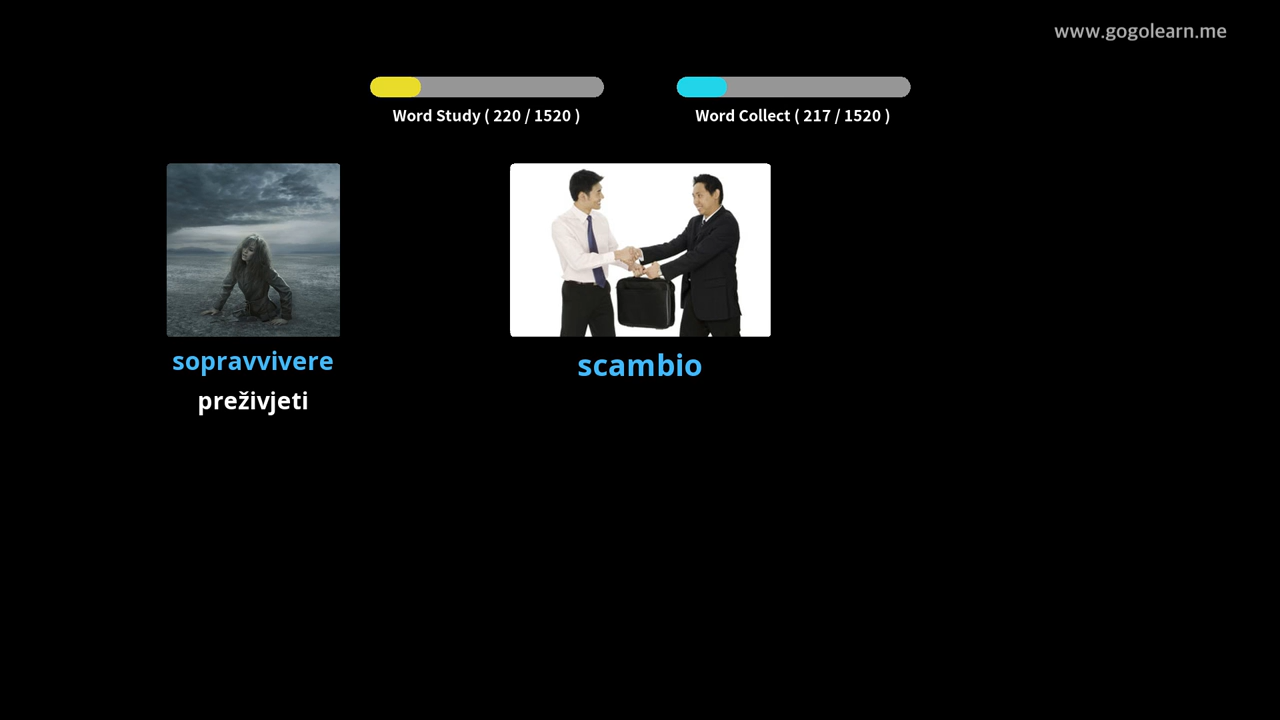 www.gogolearn.me
Word Study ( 220 / 1520 )
Word Collect ( 217 / 1520 )
sopravvivere
preživjeti
scambio